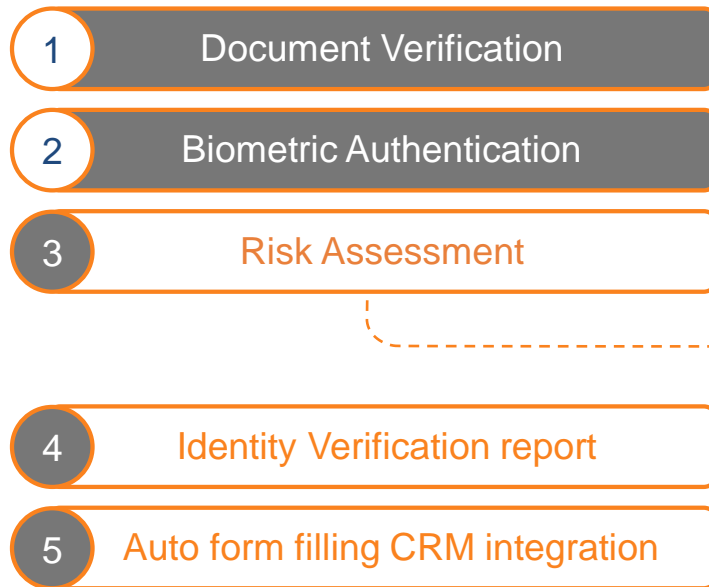 1 Document Verification
2 Biometric Authentication
3 Risk Assessment
4 Identity Verification report
5 Auto form filling CRM integration